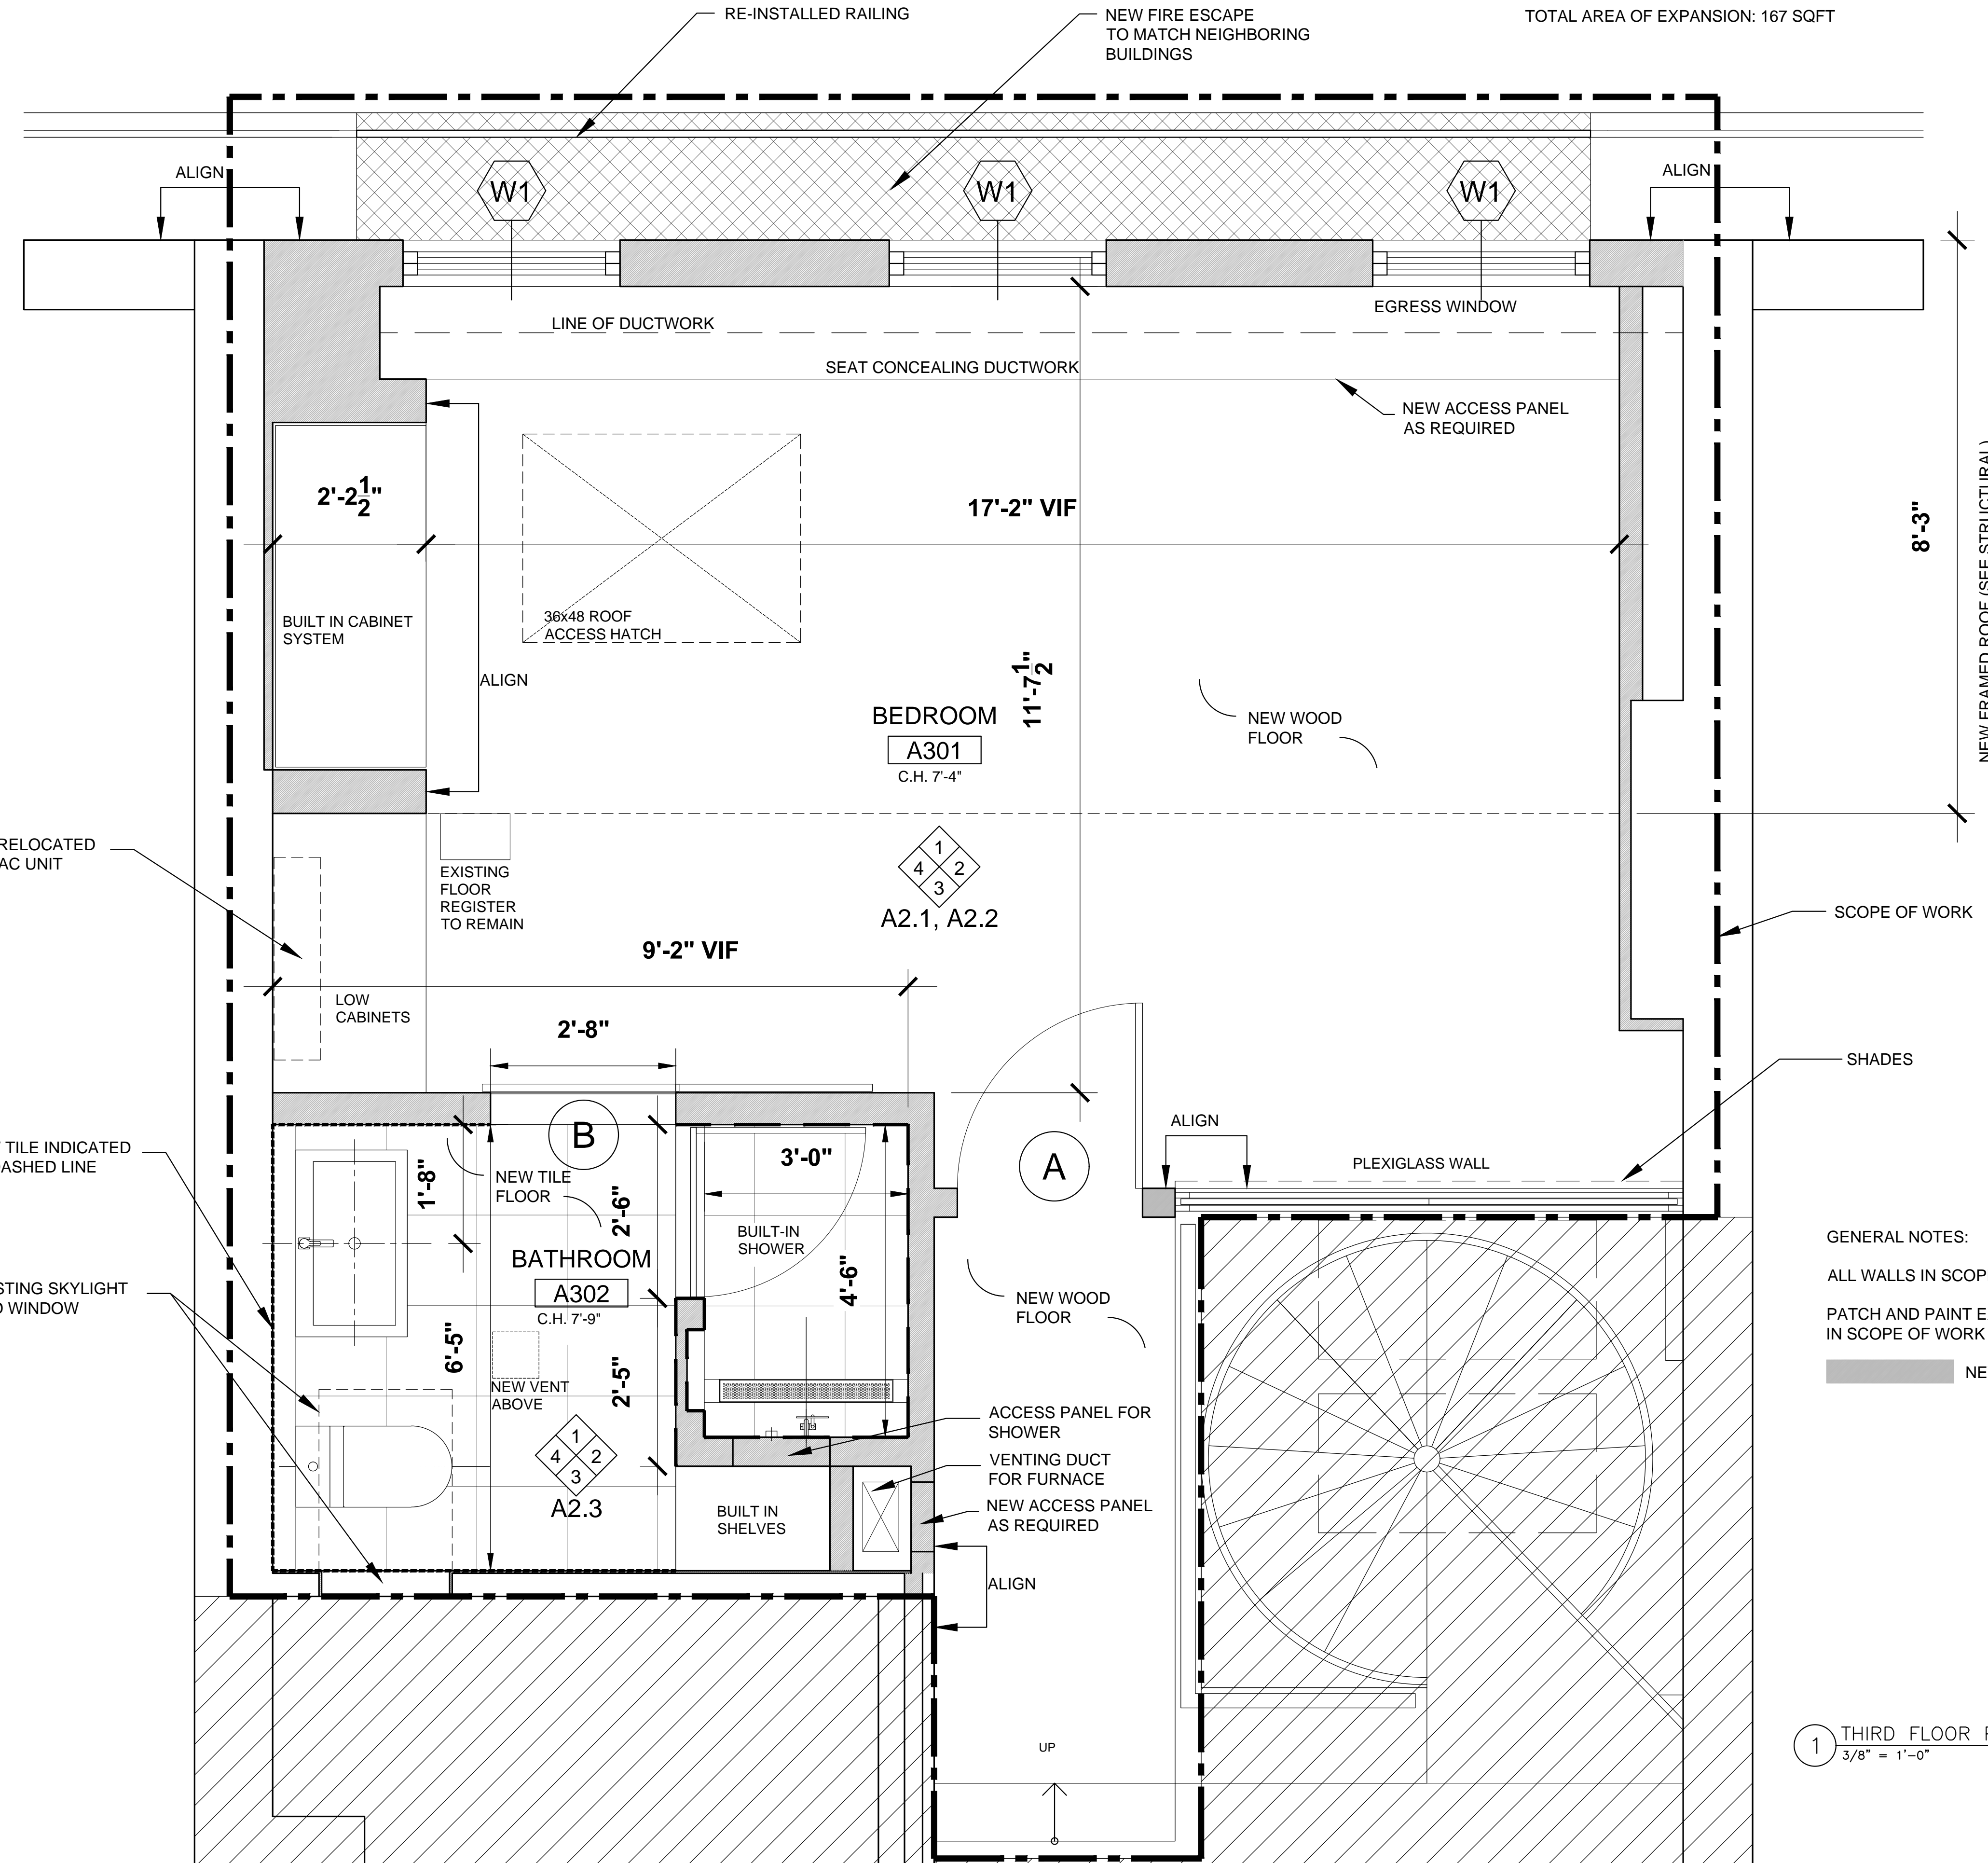 RE-INSTALLED RAILING
NEW FIRE ESCAPE
TO MATCH NEIGHBORING
BUILDINGS
TOTAL AREA OF EXPANSION: 167 SQFT
ALIGN
W1
W1
W1
ALIGN
EGRESS WINDOW
LINE OF DUCTWORK
SEAT CONCEALING DUCTWORK
NEW ACCESS PANEL
AS REQUIRED
2'-2 1/2"
17'-2" VIF
8'-3"
NEW FRAMED ROOF (SEE STRUCTURAL)
BUILT IN CABINET
SYSTEM
36x48 ROOF
ACCESS HATCH
ALIGN
11'-7 1/2"
BEDROOM
A301
C.H. 7'-4"
NEW WOOD
FLOOR
RELOCATED
AC UNIT
EXISTING
FLOOR
REGISTER
TO REMAIN
1
4 2
3
A2.1, A2.2
SCOPE OF WORK
9'-2" VIF
LOW
CABINETS
2'-8"
SHADES
ALIGN
B
A
TILE INDICATED
DASHED LINE
PLEXIGLASS WALL
3'-0"
1'-8"
NEW TILE
FLOOR
2'-6"
BUILT-IN
SHOWER
BATHROOM
A302
C.H. 7'-9"
4'-6"
GENERAL NOTES:
ALL WALLS IN SCOP
PATCH AND PAINT E
IN SCOPE OF WORK
NE
STING SKYLIGHT
WINDOW
NEW WOOD
FLOOR
6'-5"
2'-5"
NEW VENT
ABOVE
1
4 2
3
A2.3
ACCESS PANEL FOR
SHOWER
VENTING DUCT
FOR FURNACE
NEW ACCESS PANEL
AS REQUIRED
BUILT IN
SHELVES
ALIGN
UP
1 THIRD FLOOR
3/8" = 1'-0"